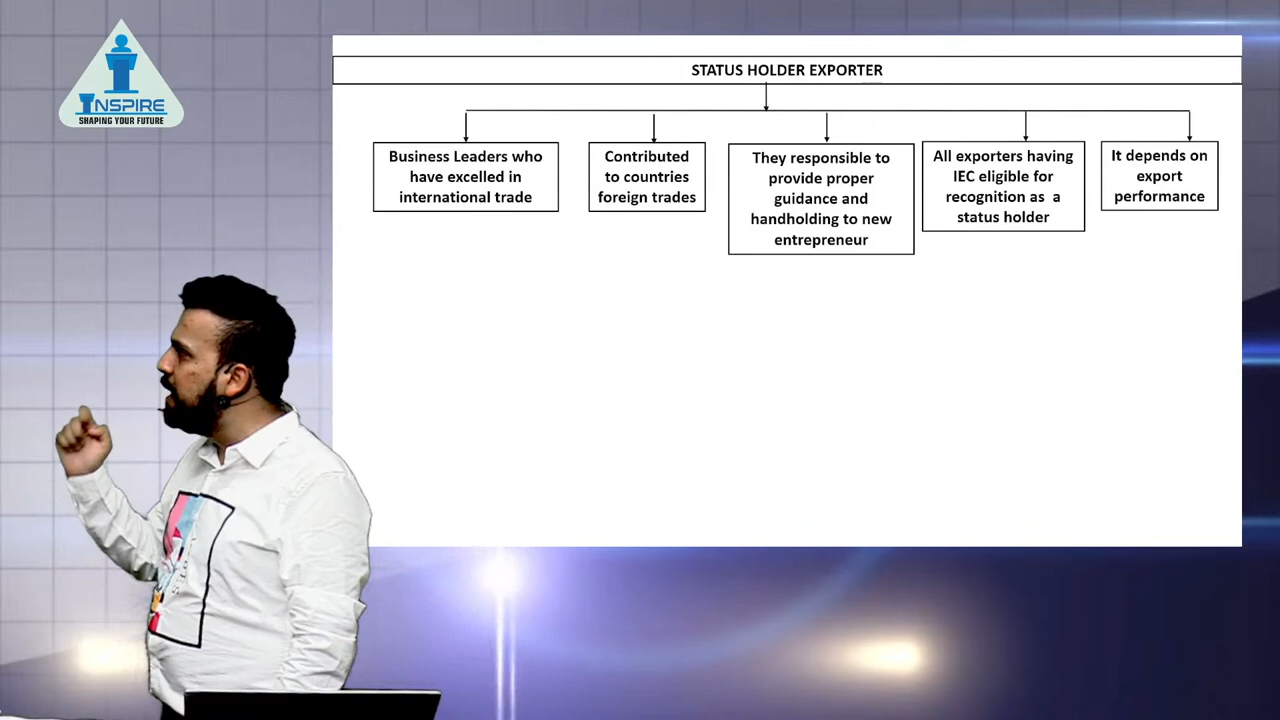 INSPIRE
SHAPING YOUR FUTURE
STATUS HOLDER EXPORTER
Business Leaders who
have excelled in
international trade
Contributed
to countries
foreign trades
They responsible to
provide proper
guidance and
handholding to new
entrepreneur
All exporters having
IEC eligible for
recognition as a
status holder
It depends on
export
performance